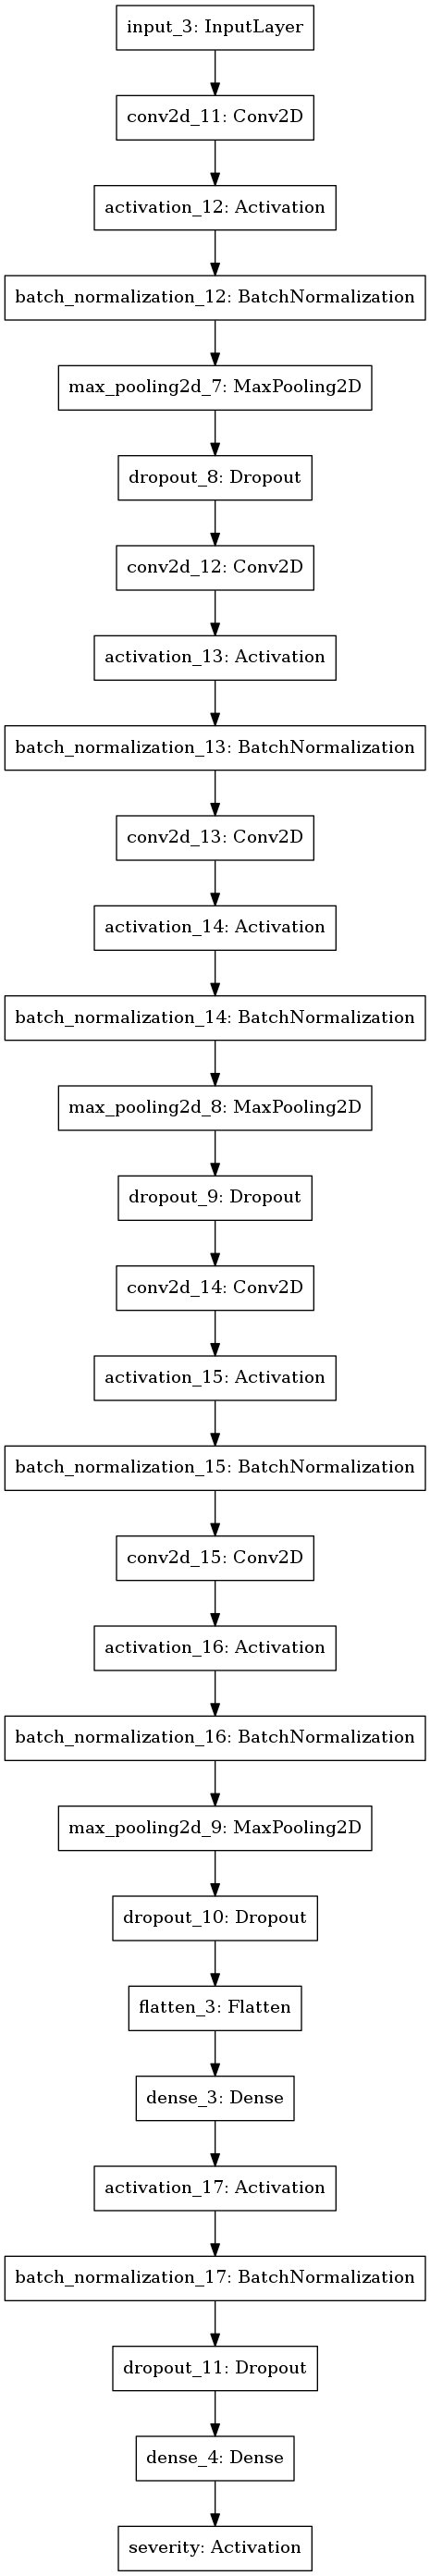 input_3: InputLayer
conv2d_11: Conv2D
activation_12: Activation
batch_normalization_12: BatchNormalization
max_pooling2d_7: MaxPooling2D
dropout_8: Dropout
conv2d_12: Conv2D
activation_13: Activation
batch_normalization_13: BatchNormalization
conv2d_13: Conv2D
activation_14: Activation
batch_normalization_14: BatchNormalization
max_pooling2d_8: MaxPooling2D
dropout_9: Dropout
conv2d_14: Conv2D
activation_15: Activation
batch_normalization_15: BatchNormalization
conv2d_15: Conv2D
activation_16: Activation
batch_normalization_16: BatchNormalization
max_pooling2d_9: MaxPooling2D
dropout_10: Dropout
flatten_3: Flatten
dense_3: Dense
activation_17: Activation
batch_normalization_17: BatchNormalization
dropout_11: Dropout
dense_4: Dense
severity: Activation